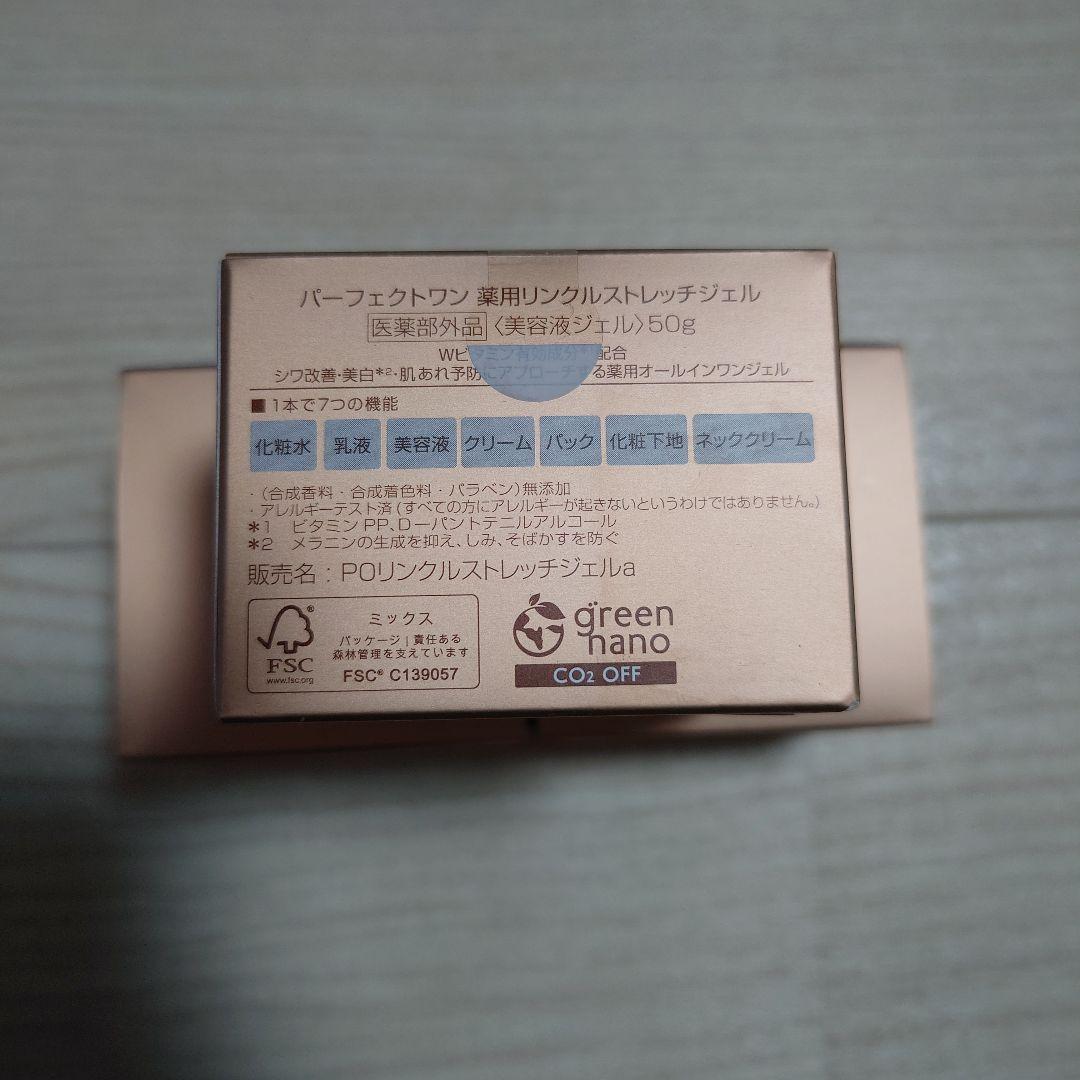 パーフェクトワン 薬用リンクルストレッチジェル
医薬部外品 〈美容液ジェル〉50g
Wビタミン有効成分*¹配合
シワ改善・美白*²・肌あれ予防にアプローチする薬用オールインワンジェル
■1本で7つの機能
化粧水 乳液 美容液 クリーム パック 化粧下地 ネッククリーム
・(合成香料・合成着色料・パラベン)無添加
・アレルギーテスト済(すべての方にアレルギーが起きないというわけではありません。)
*1 ビタミンPP、D-パントテニルアルコール
*2 メラニンの生成を抑え、しみ、そばかすを防ぐ
販売名:POリンクルストレッチジェルa
FSC
www.fsc.org
ミックス
パッケージ|責任ある
森林管理を支えています
FSC® C139057
green
nano
CO₂ OFF